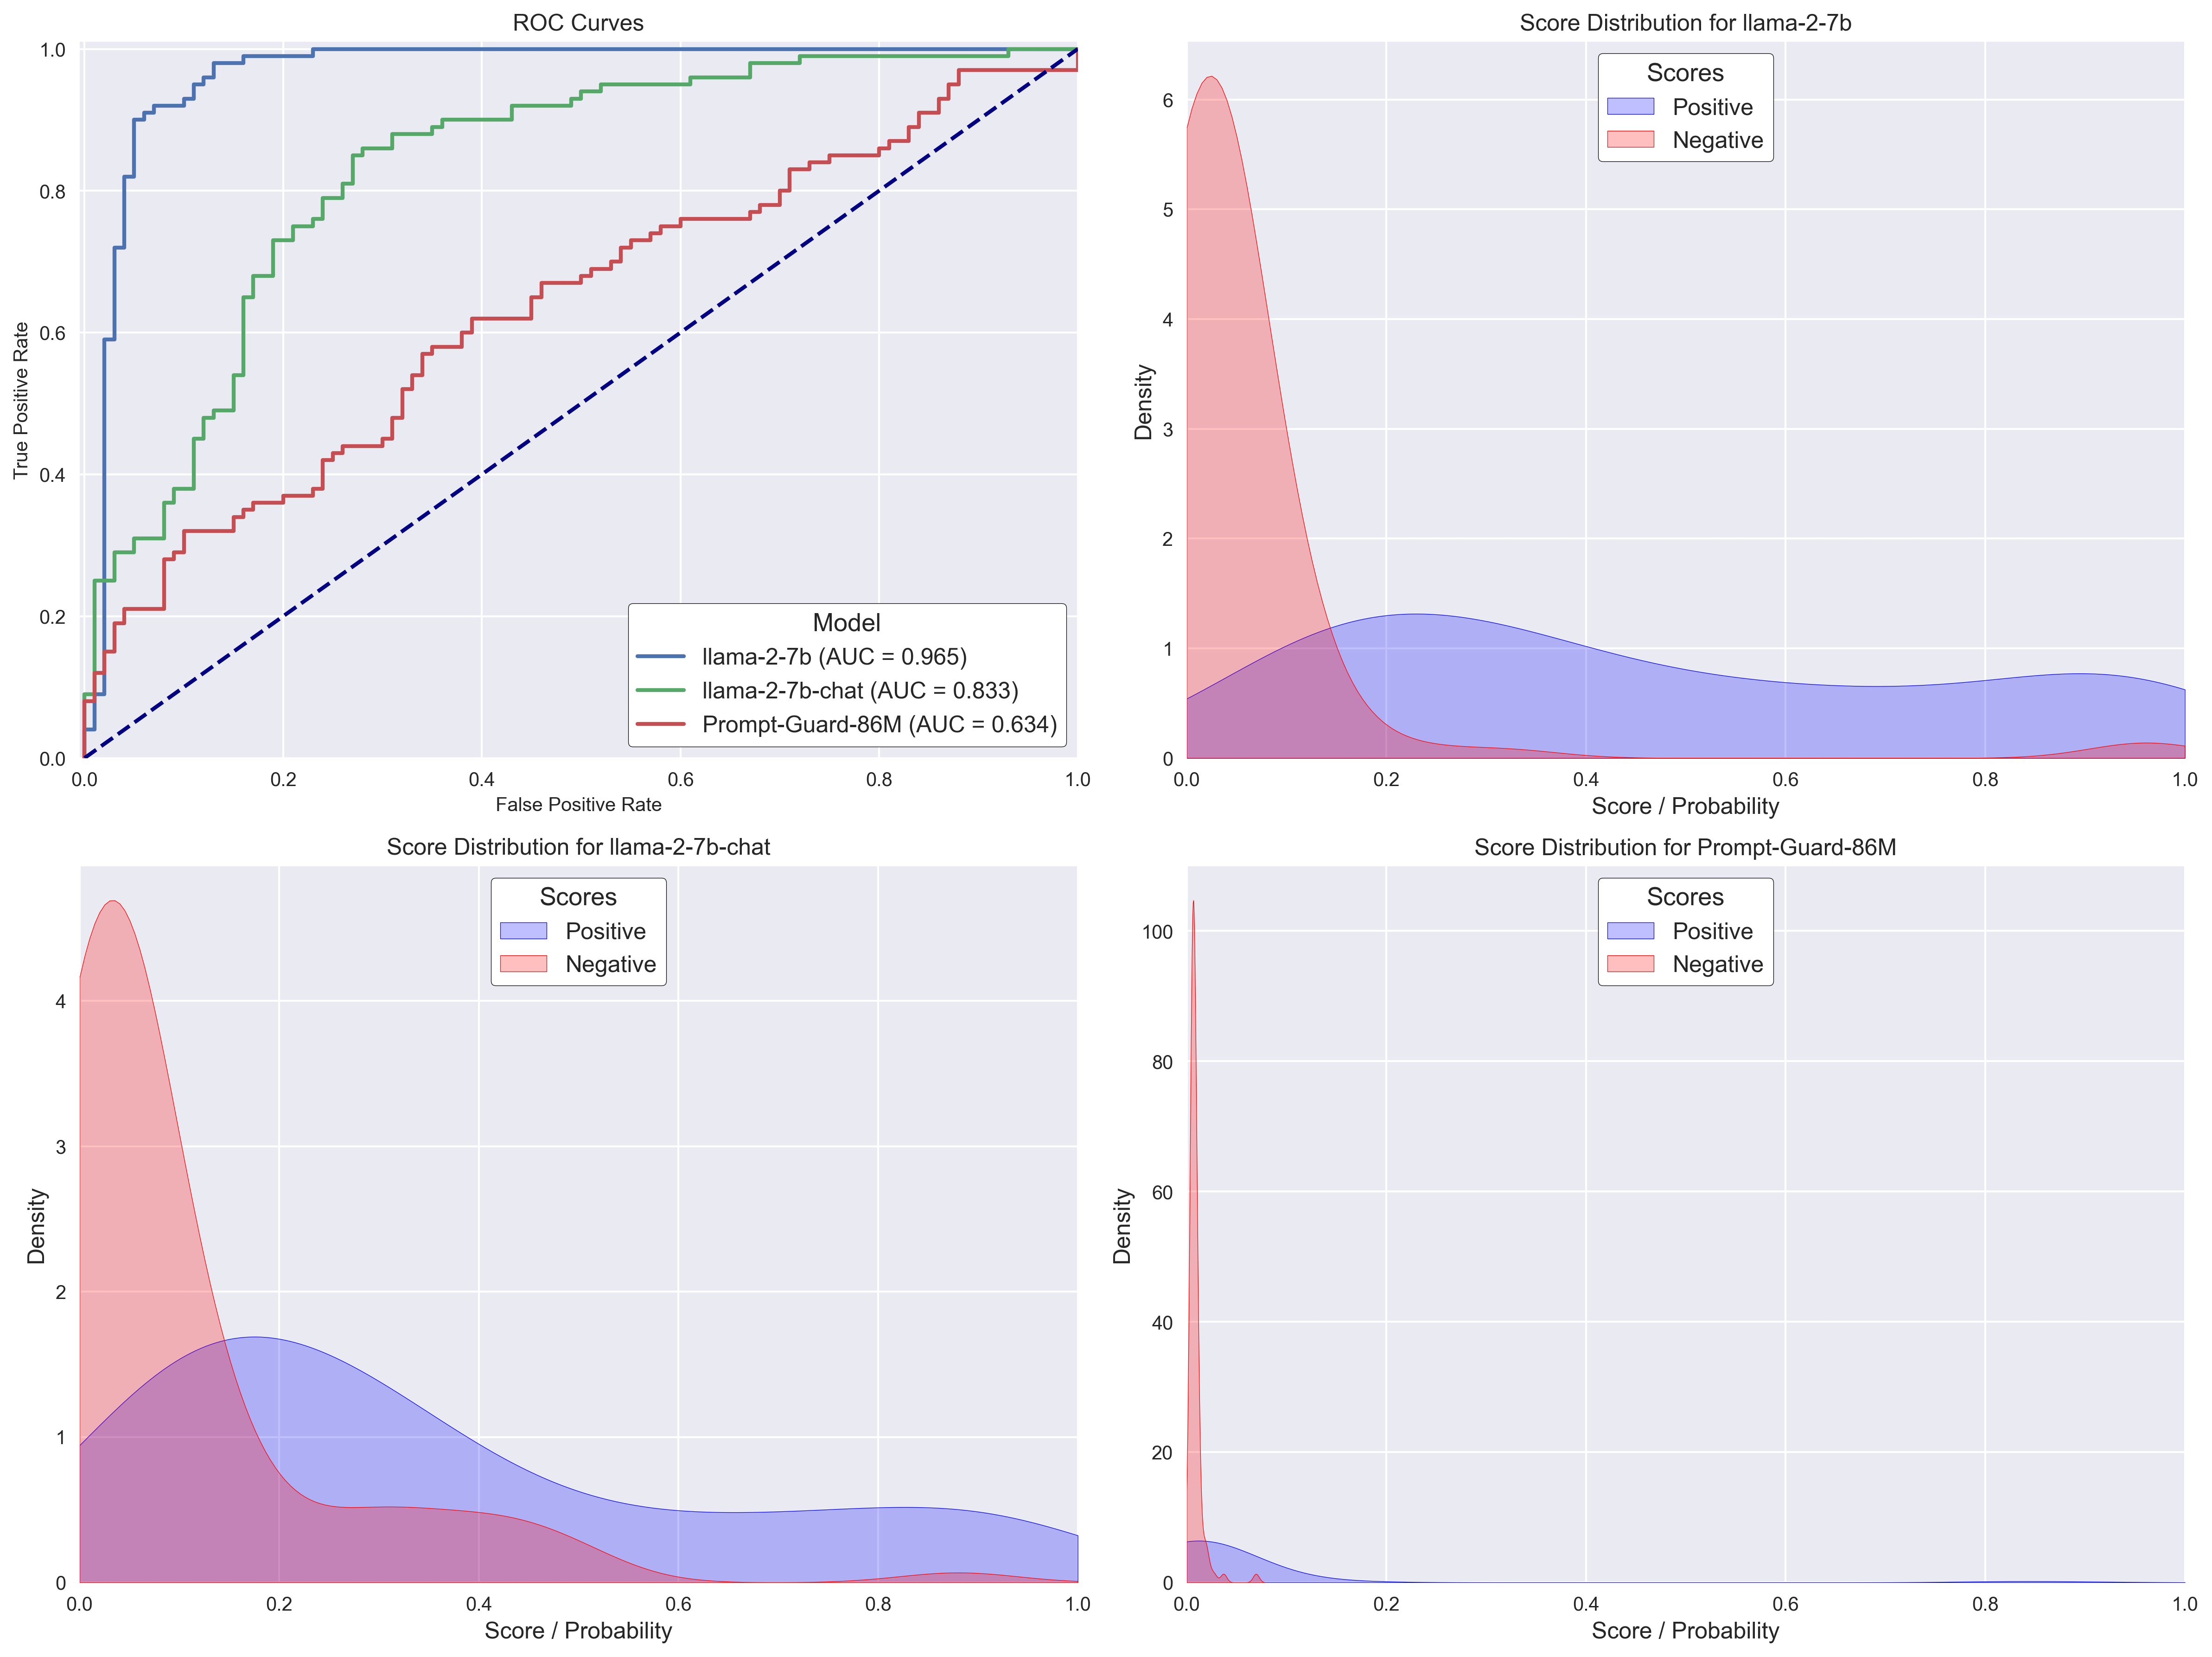 ROC Curves
True Positive Rate
1.0
0.8
0.6
0.4
0.2
0.0
0.0 0.2 0.4 0.6 0.8 1.0
False Positive Rate
Model
llama-2-7b (AUC = 0.965)
llama-2-7b-chat (AUC = 0.833)
Prompt-Guard-86M (AUC = 0.634)
Score Distribution for llama-2-7b
Scores
Positive
Negative
Density
6
5
4
3
2
1
0
0.0 0.2 0.4 0.6 0.8 1.0
Score / Probability
Score Distribution for llama-2-7b-chat
Scores
Positive
Negative
Density
4
3
2
1
0
0.0 0.2 0.4 0.6 0.8 1.0
Score / Probability
Score Distribution for Prompt-Guard-86M
Scores
Positive
Negative
Density
100
80
60
40
20
0
0.0 0.2 0.4 0.6 0.8 1.0
Score / Probability